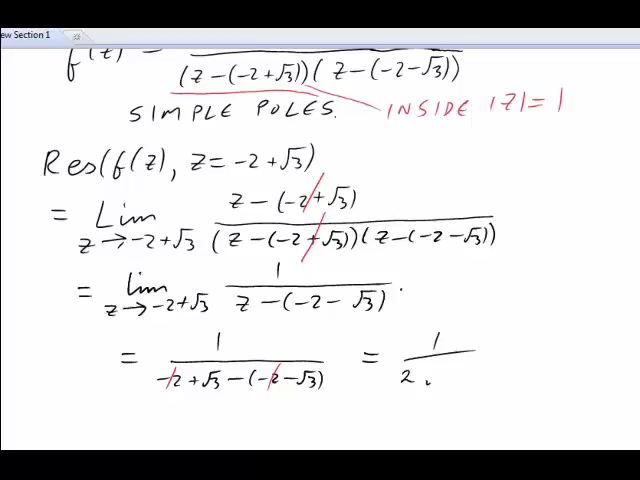 ew Section 1
f(z) =
(z-(-2+√3))(z-(-2-√3))
SIMPLE POLES. INSIDE |z|=1
Res(f(z), z=-2+√3)
= Lim z→-2+√3 z-(-2+√3) / (z-(-2+√3))(z-(-2-√3))
= lim z→-2+√3 1 / z-(-2-√3) .
= 1 / -2+√3-(-2-√3) = 1 / 2